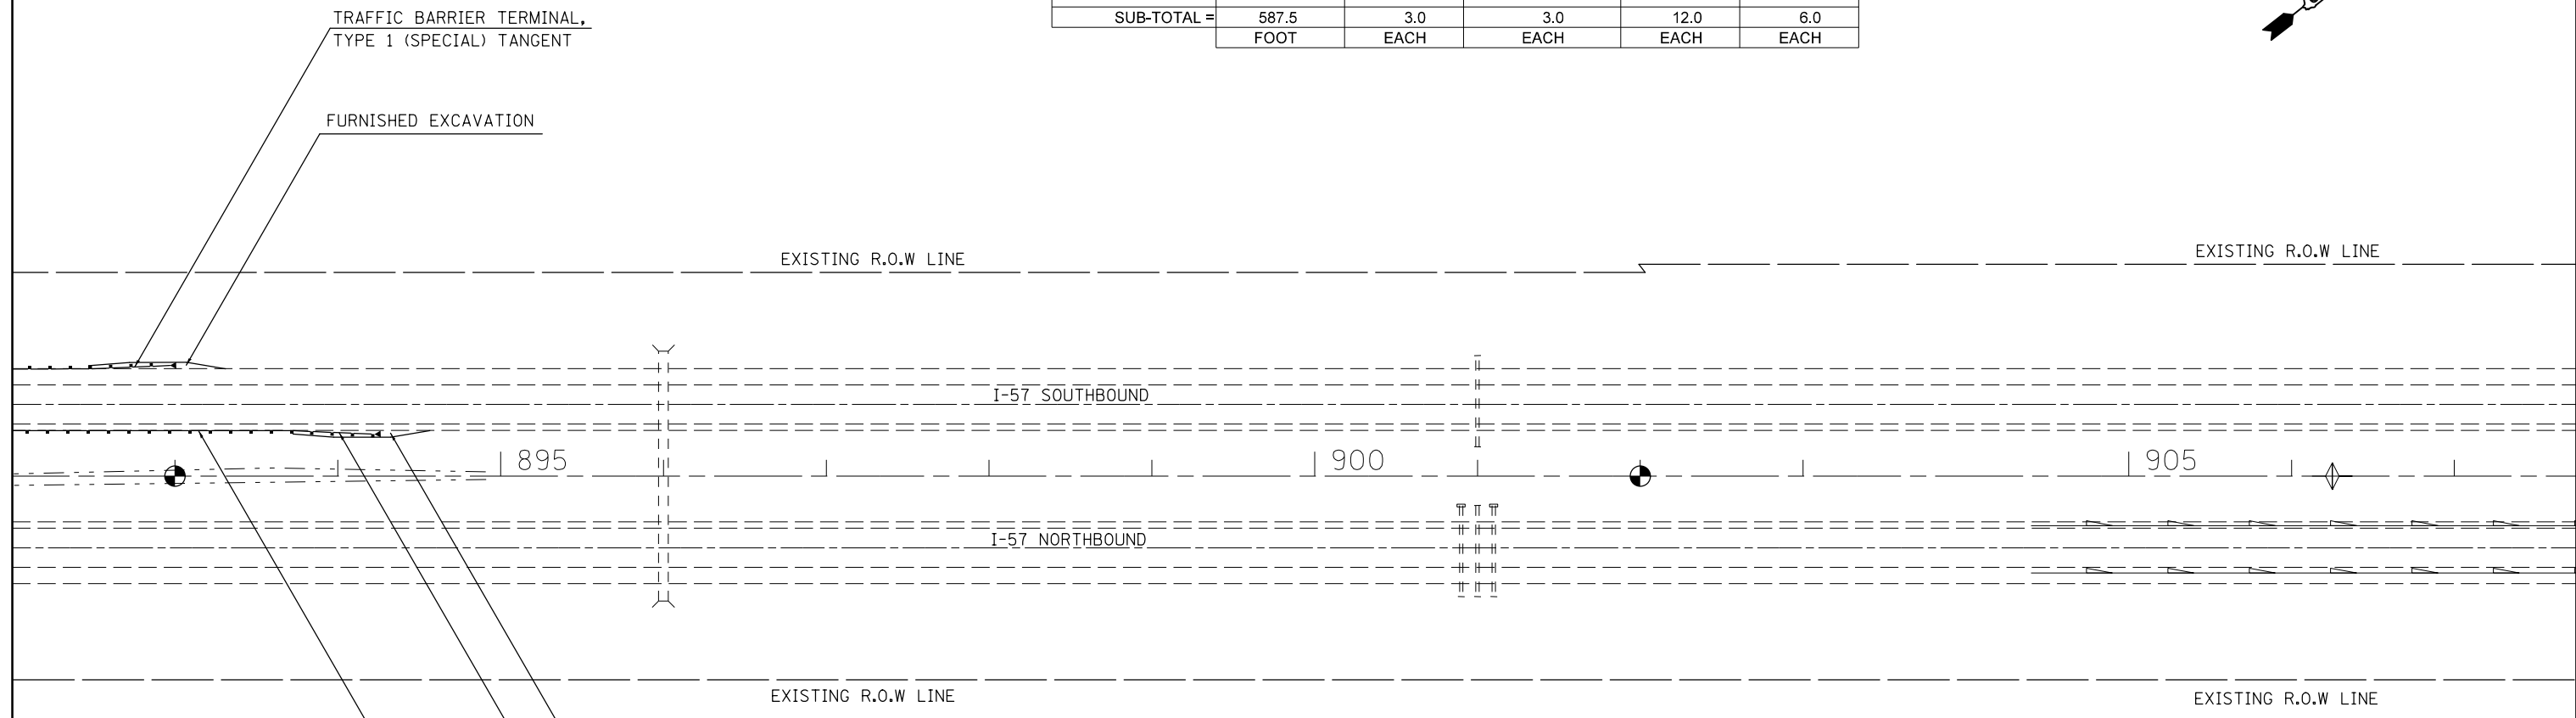 TRAFFIC BARRIER TERMINAL,
TYPE 1 (SPECIAL) TANGENT
SUB-TOTAL = 587.5 3.0 3.0 12.0 6.0
FOOT EACH EACH EACH EACH
FURNISHED EXCAVATION
EXISTING R.O.W LINE
EXISTING R.O.W LINE
I-57 SOUTHBOUND
895 900 905
I-57 NORTHBOUND
EXISTING R.O.W LINE
EXISTING R.O.W LINE